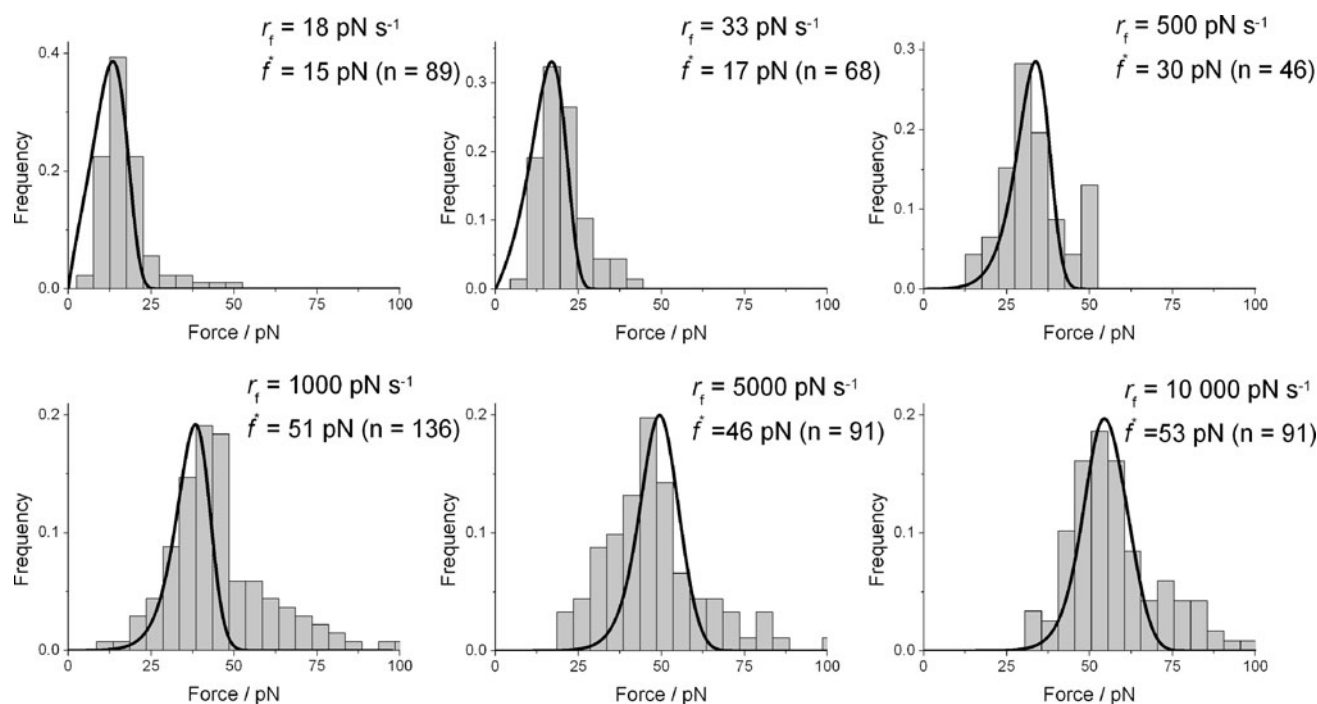 r_f = 18 pN s⁻¹
f* = 15 pN (n = 89)
0.4
0.2
0.0
Frequency
0 25 50 75 100
Force / pN
r_f = 33 pN s⁻¹
f* = 17 pN (n = 68)
0.3
0.2
0.1
0.0
Frequency
0 25 50 75 100
Force / pN
r_f = 500 pN s⁻¹
f* = 30 pN (n = 46)
0.3
0.2
0.1
0.0
Frequency
0 25 50 75 100
Force / pN
r_f = 1000 pN s⁻¹
f* = 51 pN (n = 136)
0.2
0.1
0.0
Frequency
0 25 50 75 100
Force / pN
r_f = 5000 pN s⁻¹
f* =46 pN (n = 91)
0.2
0.1
0.0
Frequency
0 25 50 75 100
Force / pN
r_f = 10 000 pN s⁻¹
f* =53 pN (n = 91)
0.2
0.1
0.0
Frequency
0 25 50 75 100
Force / pN